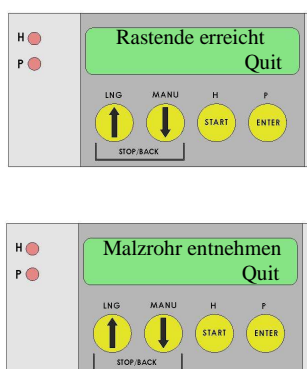 H
Rastende erreicht
P
Quit
LNG MANU H P
START ENTER
STOP/BACK
H
Malzrohr entnehmen
P
Quit
LNG MANU H P
START ENTER
STOP/BACK